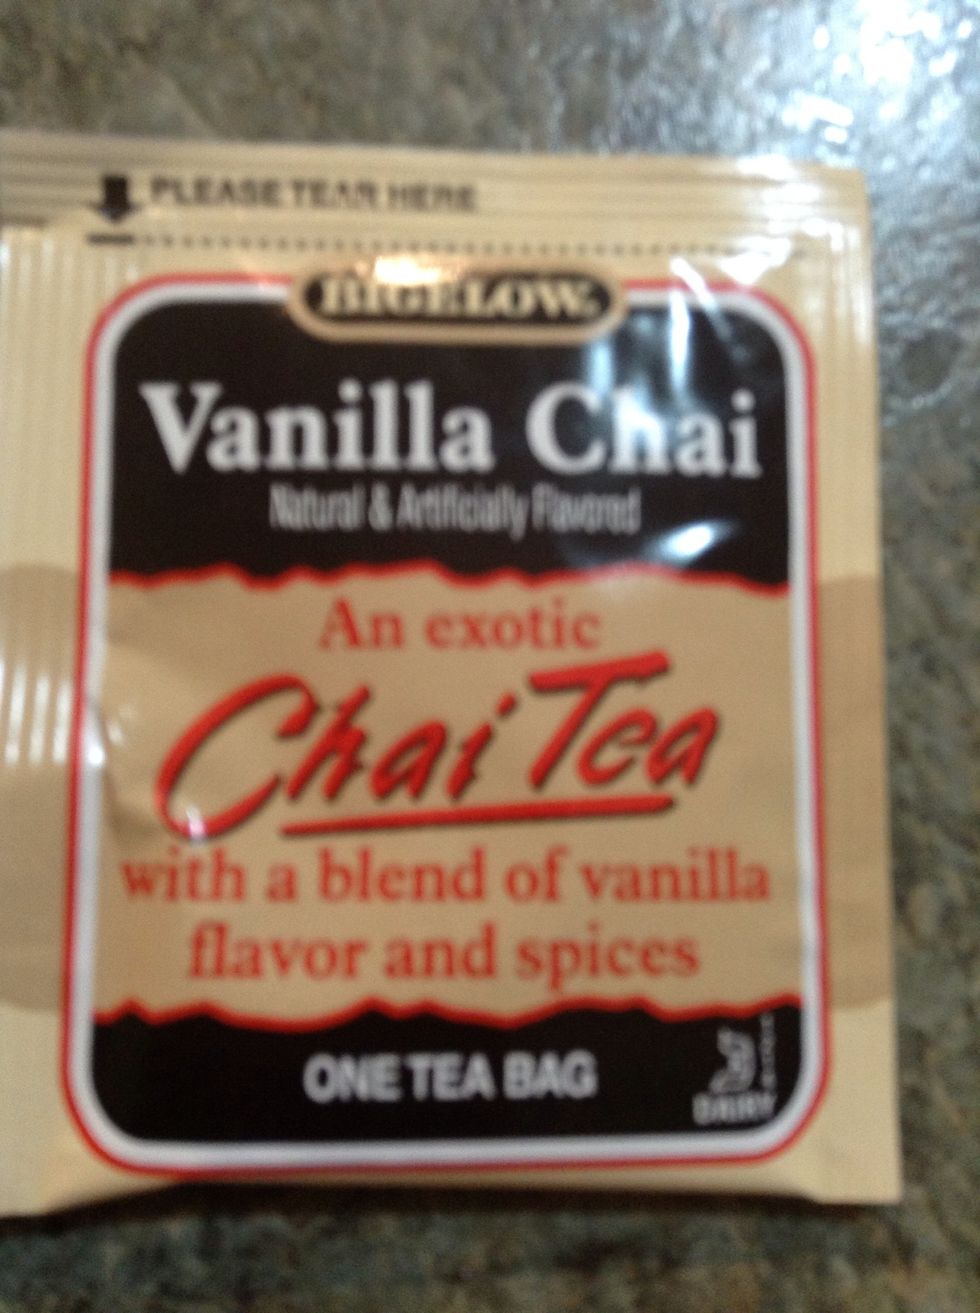 PLEASE TEAR HERE
BIGELOW
Vanilla Chai
Natural & Artificially Flavored
An exotic
Chai Tea
with a blend of vanilla
flavor and spices
ONE TEA BAG
DAIRY